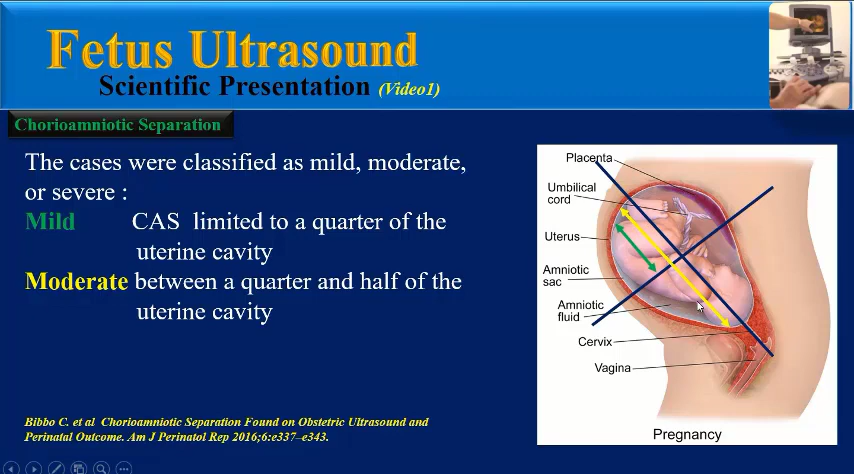 Fetus Ultrasound
Scientific Presentation (Video1)
Chorioamniotic Separation
The cases were classified as mild, moderate,
or severe :
Mild CAS limited to a quarter of the
uterine cavity
Moderate between a quarter and half of the
uterine cavity
Bibbo C. et al Chorioamniotic Separation Found on Obstetric Ultrasound and
Perinatal Outcome. Am J Perinatol Rep 2016;6:e337–e343.
Placenta
Umbilical
cord
Uterus
Amniotic
sac
Amniotic
fluid
Cervix
Vagina
Pregnancy